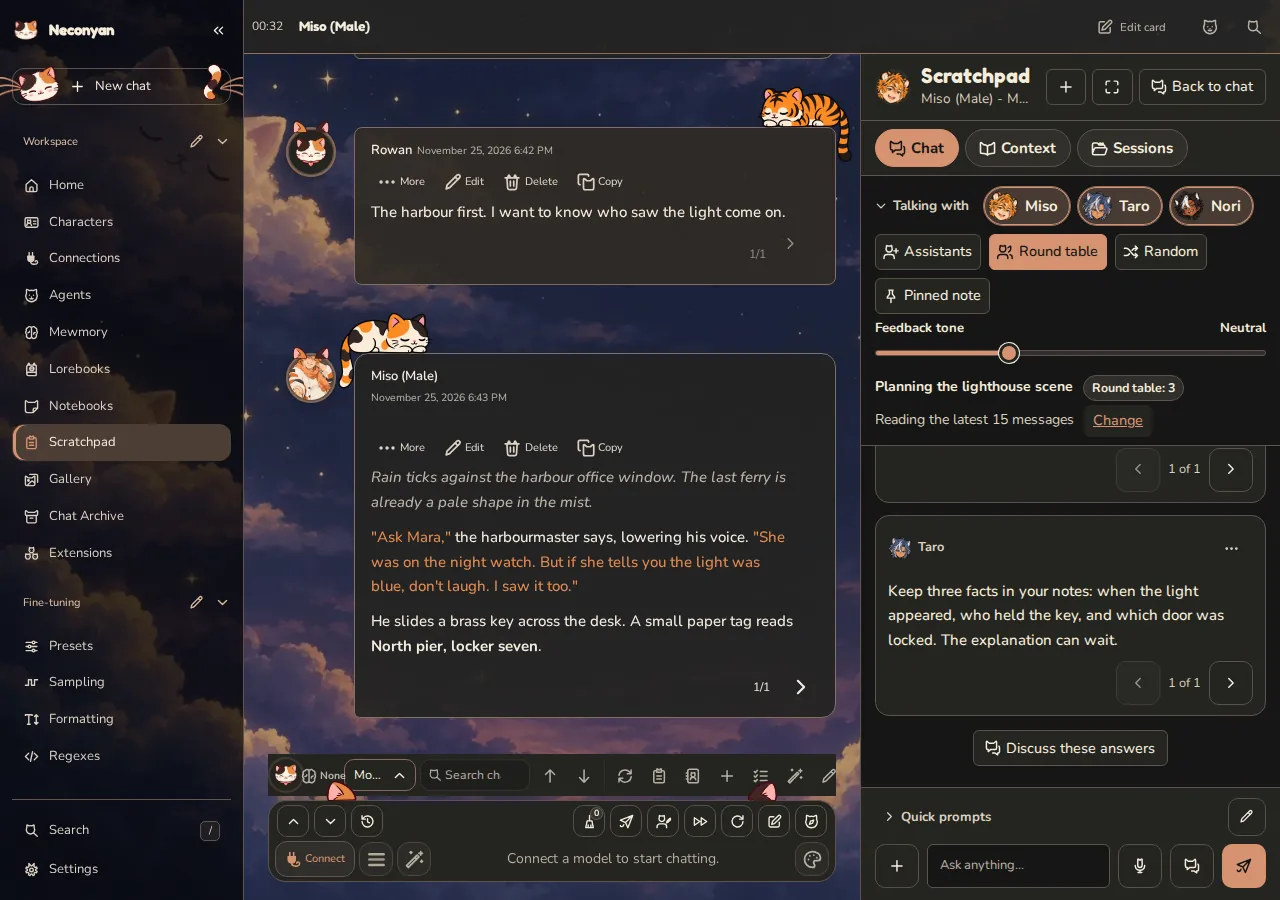 Neconyan
New chat
Workspace
Home
Characters
Connections
Agents
Mewmory
Lorebooks
Notebooks
Scratchpad
Gallery
Chat Archive
Extensions
Fine-tuning
Presets
Sampling
Formatting
Regexes
Search /
Settings
00:32 Miso (Male)
Edit card
Rowan November 25, 2026 6:42 PM
More Edit Delete Copy
The harbour first. I want to know who saw the light come on.
1/1
Miso (Male)
November 25, 2026 6:43 PM
More Edit Delete Copy
Rain ticks against the harbour office window. The last ferry is
already a pale shape in the mist.
"Ask Mara," the harbourmaster says, lowering his voice. "She
was on the night watch. But if she tells you the light was
blue, don't laugh. I saw it too."
He slides a brass key across the desk. A small paper tag reads
North pier, locker seven.
1/1
None Mo... Search ch
0
Connect
Connect a model to start chatting.
Scratchpad
Miso (Male) - M...
Back to chat
Chat Context Sessions
Talking with Miso Taro Nori
Assistants Round table Random
Pinned note
Feedback tone Neutral
Planning the lighthouse scene Round table: 3
Reading the latest 15 messages Change
1 of 1
Taro
Keep three facts in your notes: when the light
appeared, who held the key, and which door was
locked. The explanation can wait.
1 of 1
Discuss these answers
Quick prompts
Ask anything...